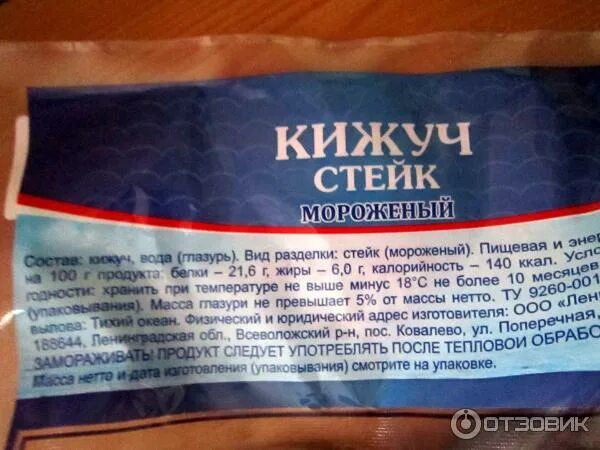 КИЖУЧ
СТЕЙК
МОРОЖЕНЫЙ
Состав: кижуч, вода (глазурь). Вид разделки: стейк (мороженый). Пищевая и энер
на 100 г продукта: белки – 21,6 г, жиры – 6,0 г, калорийность – 140 ккал. Усло
годности: хранить при температуре не выше минус 18°С не более 10 месяцев
(упаковывания). Масса глазури не превышает 5% от массы нетто. ТУ 9260-001
вылова: Тихий океан. Физический и юридический адрес изготовителя: ООО «Лен
188644, Ленинградская обл., Всеволожский р-н, пос. Ковалево, ул. Поперечная,
ЗАМОРАЖИВАТЬ! ПРОДУКТ СЛЕДУЕТ УПОТРЕБЛЯТЬ ПОСЛЕ ТЕПЛОВОЙ ОБРАБО
Масса нетто и дата изготовления (упаковывания) смотрите на упаковке.
ОТЗОВИК